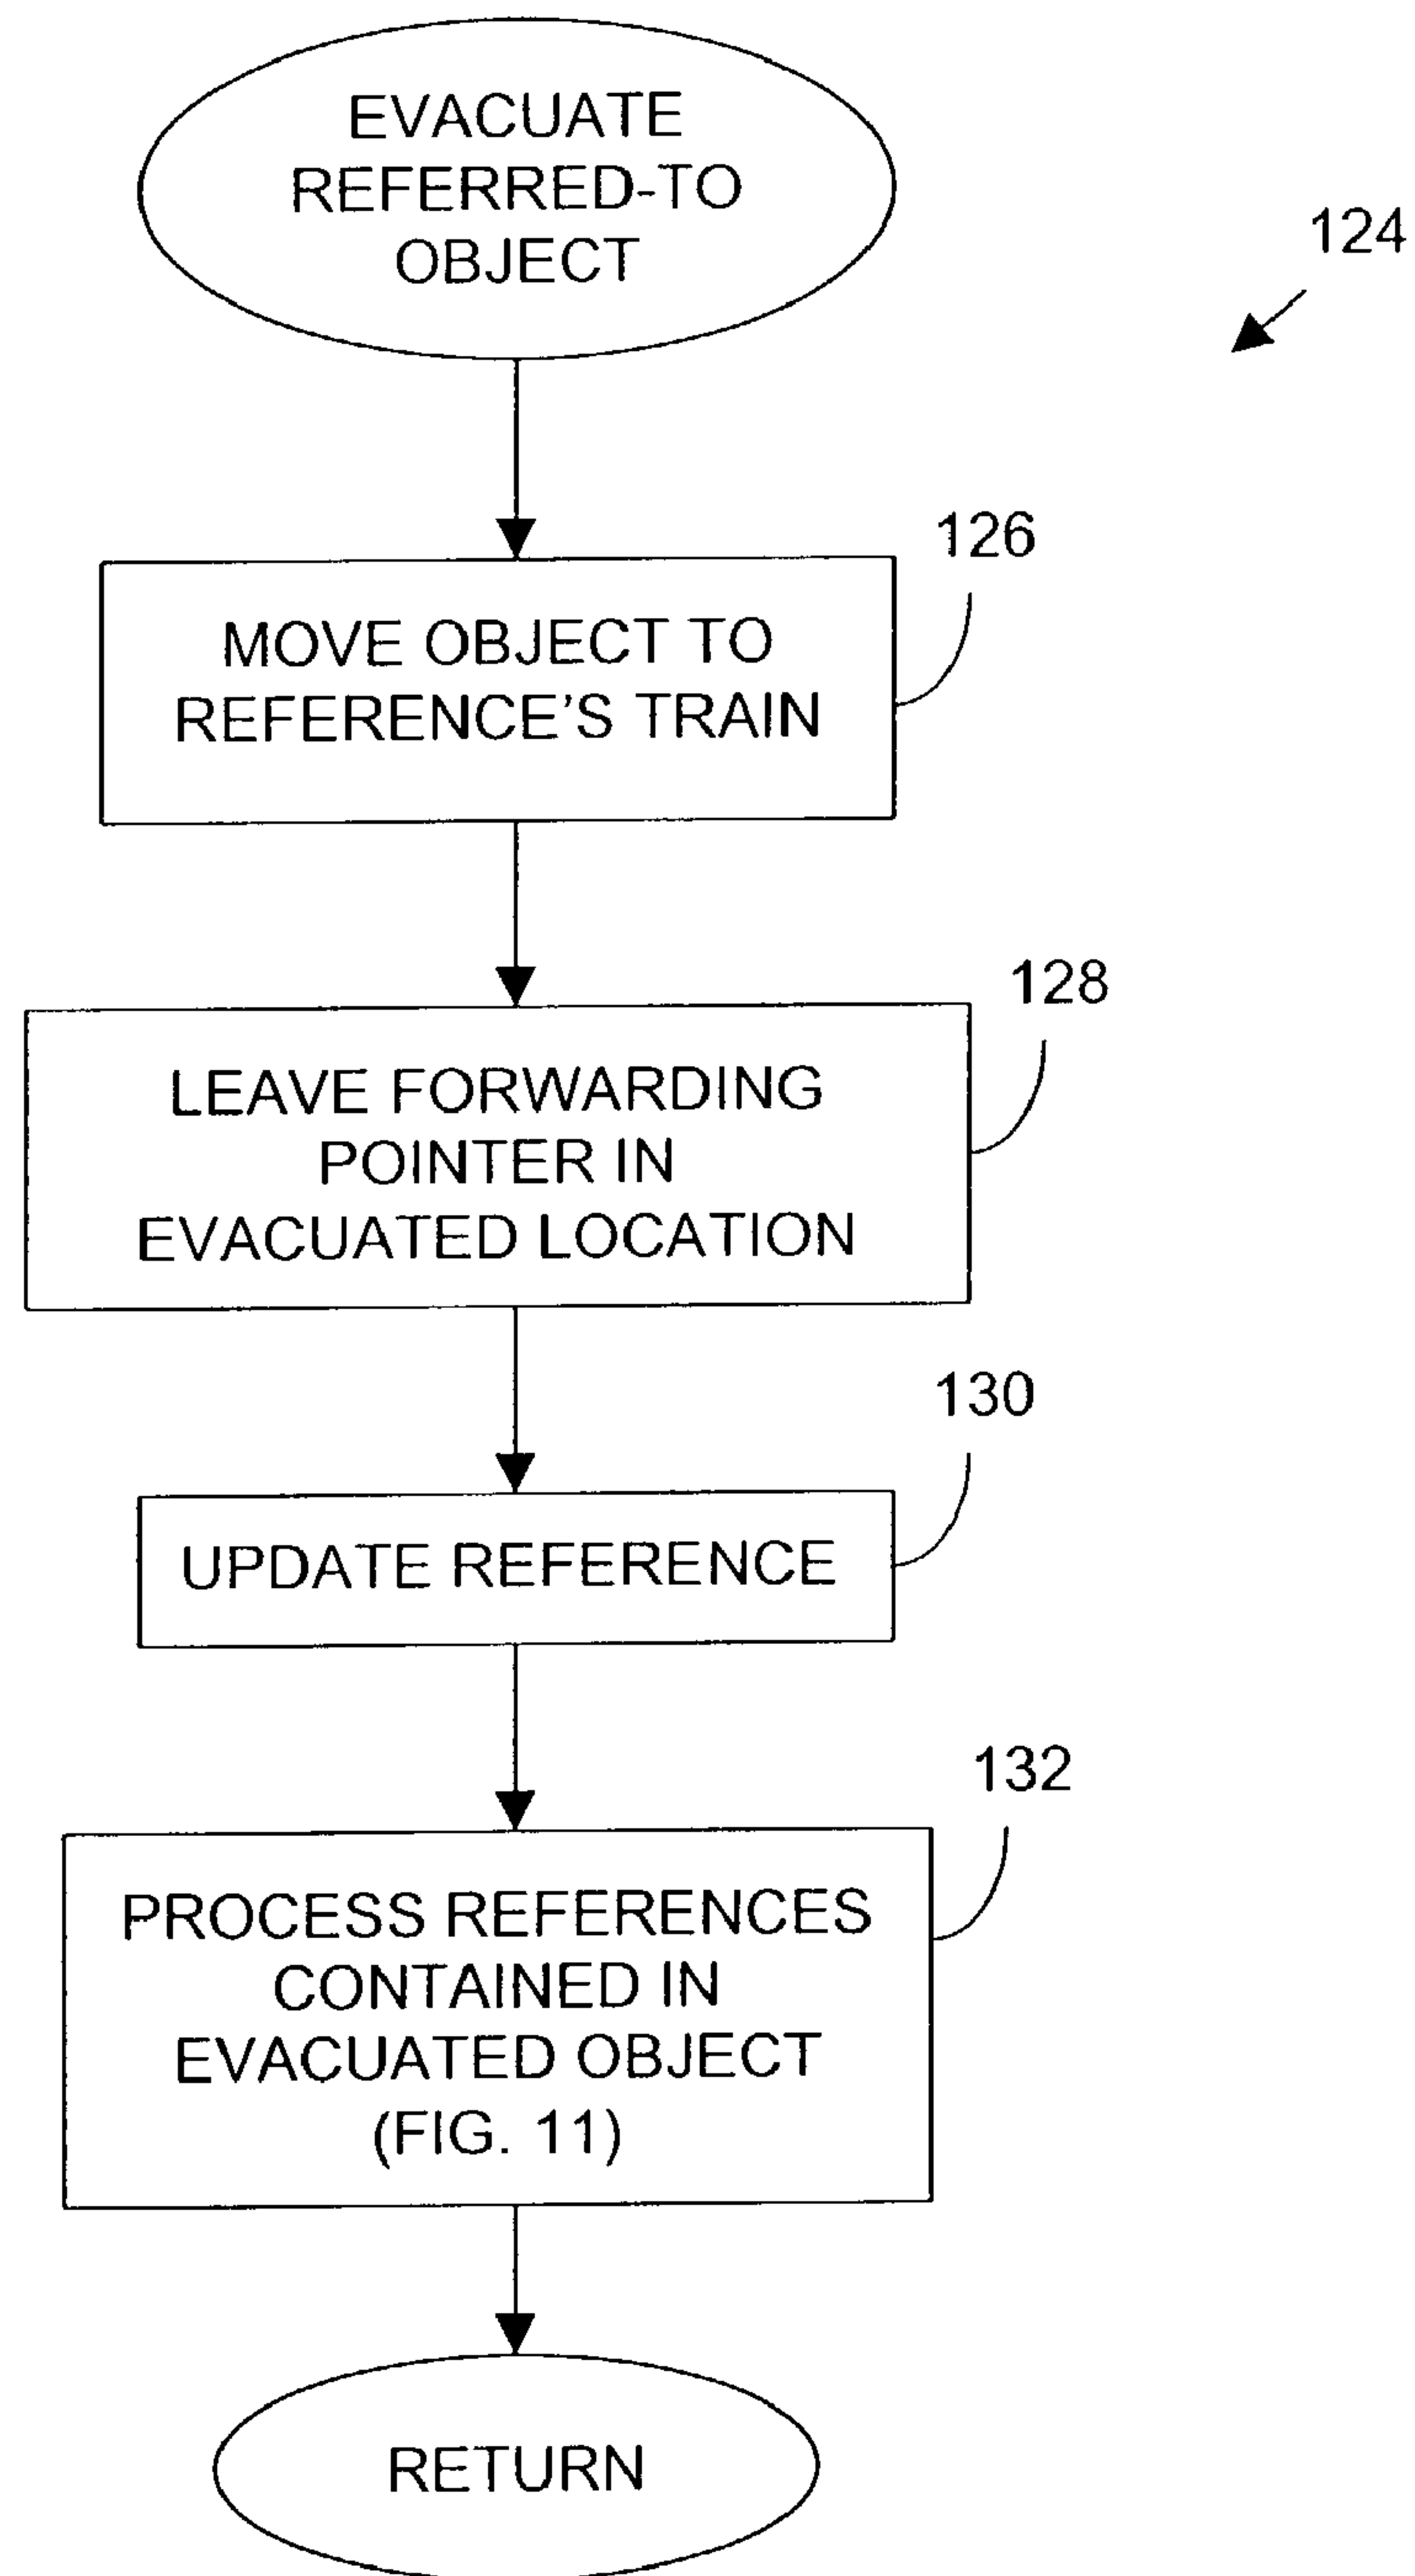 EVACUATE
REFERRED-TO
OBJECT
124
126
MOVE OBJECT TO
REFERENCE'S TRAIN
128
LEAVE FORWARDING
POINTER IN
EVACUATED LOCATION
130
UPDATE REFERENCE
132
PROCESS REFERENCES
CONTAINED IN
EVACUATED OBJECT
(FIG. 11)
RETURN